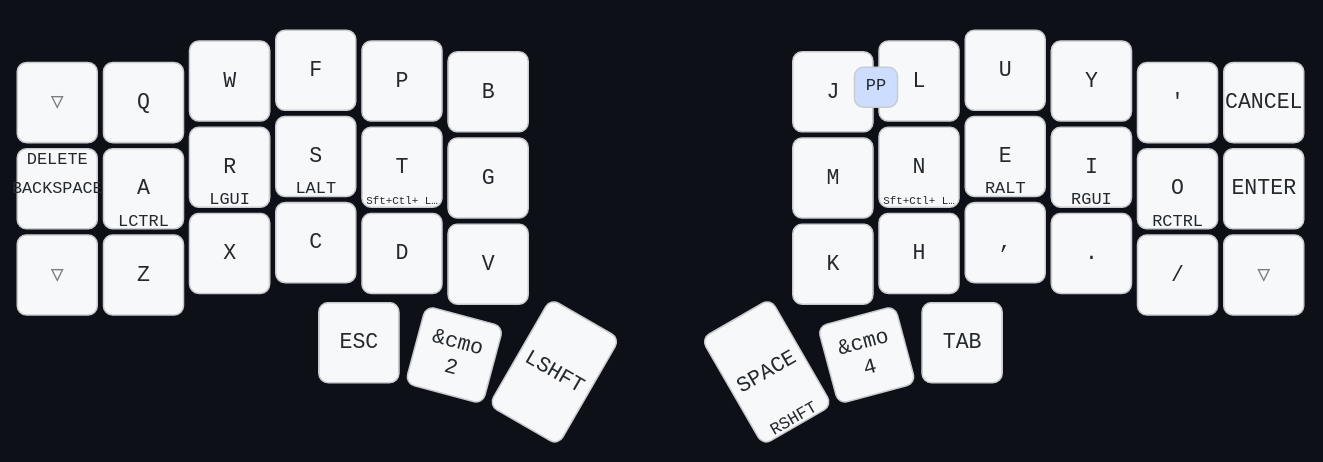 ▽ Q W F P B J PP L U Y ' CANCEL
DELETE
BACKSPACE A R S T G M N E I O ENTER
LCTRL LGUI LALT Sft+Ctl+ L… Sft+Ctl+ L… RALT RGUI RCTRL
▽ Z X C D V K H , . / ▽
ESC &cmo LSHFT SPACE &cmo TAB
2 4
RSHFT